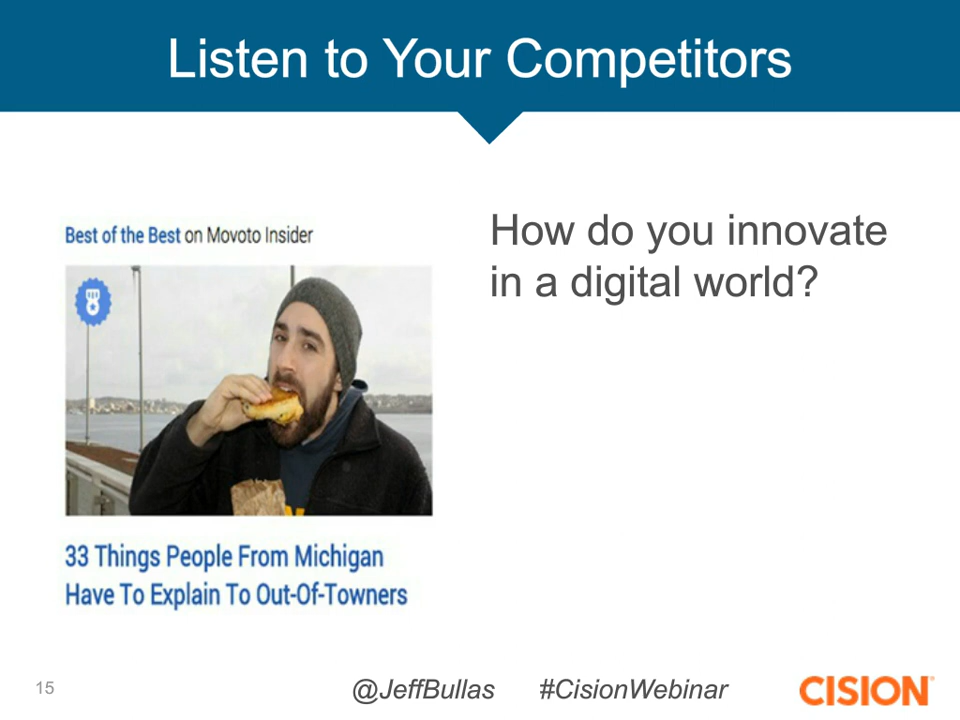 Listen to Your Competitors
Best of the Best on Movoto Insider
33 Things People From Michigan
Have To Explain To Out-Of-Towners
How do you innovate
in a digital world?
15
@JeffBullas #CisionWebinar
CISION®